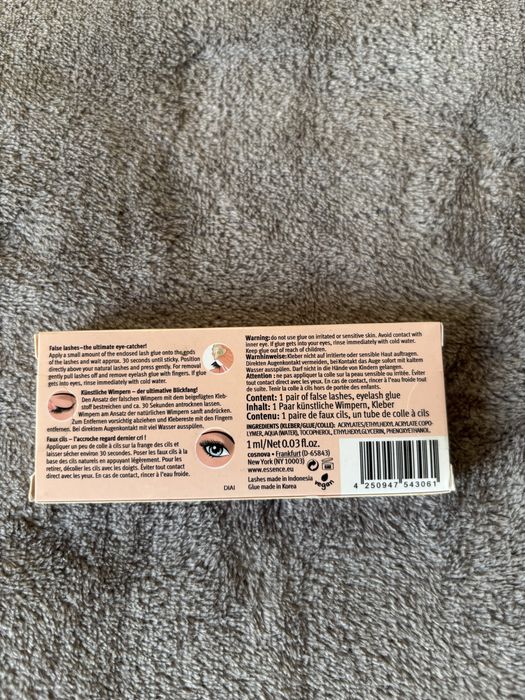 False lashes–the ultimate eye-catcher!
Apply a small amount of the enclosed lash glue onto the ends
of the lashes and wait approx. 30 seconds until sticky. Position
directly above your natural lashes and press gently. For removal
gently pull lashes off and remove eyelash glue with fingers. If glue
gets into eyes, rinse immediately with cold water.
Künstliche Wimpern – der ultimative Blickfang!
Den Ansatz der falschen Wimpern mit dem beigefügten Kleb-
stoff bestreichen und ca. 30 Sekunden antrocknen lassen.
Wimpern am Ansatz der natürlichen Wimpern sanft andrücken.
Zum Entfernen vorsichtig abziehen und Klebereste mit den Fingern
entfernen. Bei direktem Augenkontakt mit viel Wasser ausspülen.
Faux cils – l'accroche regard dernier cri !
Appliquer un peu de colle à cils sur la frange des cils et
laisser sécher environ 30 secondes. Poser les faux cils à la
base des cils naturels en appuyant légèrement. Pour les
retirer, décoller les cils avec les doigts. Éviter tout contact
direct avec les yeux. En cas de contact, rincer à l'eau froide.
DIAI
Warning: do not use glue on irritated or sensitive skin. Avoid contact with
inner eye. If glue gets into your eyes, rinse immediately with cold water.
Keep glue out of reach of children.
Warnhinweise: Kleber nicht auf irritierte oder sensible Haut auftragen.
Direkten Augenkontakt vermeiden, bei Kontakt das Auge sofort mit kaltem
Wasser ausspülen. Darf nicht in die Hände von Kindern gelangen.
Attention : ne pas appliquer la colle sur la peau sensible ou irritée. Éviter
tout contact direct avec les yeux. En cas de contact, rincer à l'eau froide tout
de suite. Tenir la colle à cils hors de portée des enfants.
Content: 1 pair of false lashes, eyelash glue
Inhalt: 1 Paar künstliche Wimpern, Kleber
Contenu: 1 paire de faux cils, un tube de colle à cils
INGREDIENTS (KLEBER/GLUE/COLLE): ACRYLATES/ETHYLHEXYL ACRYLATE COPO-
LYMER, AQUA (WATER), TOCOPHEROL, ETHYLHEXYLGLYCERIN, PHENOXYETHANOL.
1 ml/Net 0.03 fl.oz.
cosnova • Frankfurt (D-65843)
New York (NY 10003)
www.essence.eu
Lashes made in Indonesia
Glue made in Korea
vegan
4 250947 543061